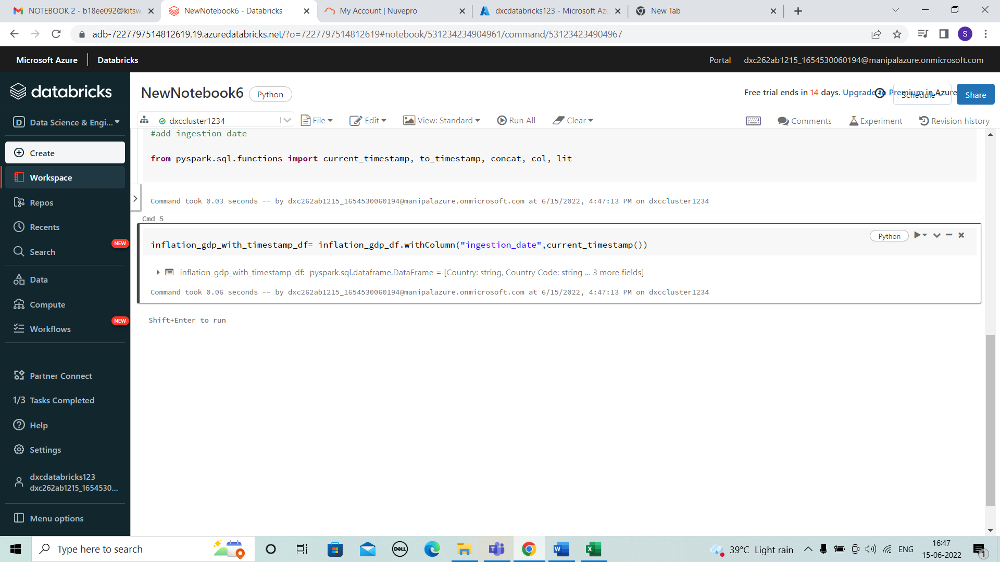 NOTEBOOK 2 - b18ee092@kitsw.
NewNotebook6 - Databricks
My Account | Nuvepro
dxcdatabricks123 - Microsoft Azu
New Tab
adb-7227797514812619.19.azuredatabricks.net/?o=7227797514812619#notebook/531234234904961/command/531234234904967
S
Microsoft Azure
Databricks
Portal
dxc262ab1215_1654530060194@manipalazure.onmicrosoft.com
databricks
NewNotebook6
Python
Free trial ends in 14 days. Upgrade to Premium in Azure
Schedule
Share
D
Data Science & Engi...
dxccluster1234
File
Edit
View: Standard
Run All
Clear
Comments
Experiment
Revision history
Create
Workspace
Repos
Recents
NEW
Search
Data
Compute
NEW
Workflows
Partner Connect
1/3 Tasks Completed
Help
Settings
dxcdatabricks123
dxc262ab1215_1654530...
Menu options
#add ingestion date
from pyspark.sql.functions import current_timestamp, to_timestamp, concat, col, lit
Command took 0.03 seconds -- by dxc262ab1215_1654530060194@manipalazure.onmicrosoft.com at 6/15/2022, 4:47:13 PM on dxccluster1234
Cmd 5
Python
inflation_gdp_with_timestamp_df= inflation_gdp_df.withColumn("ingestion_date",current_timestamp())
inflation_gdp_with_timestamp_df: pyspark.sql.dataframe.DataFrame = [Country: string, Country Code: string ... 3 more fields]
Command took 0.06 seconds -- by dxc262ab1215_1654530060194@manipalazure.onmicrosoft.com at 6/15/2022, 4:47:13 PM on dxccluster1234
Shift+Enter to run
Type here to search
DELL
W
X
39°C Light rain
ENG
16:47
15-06-2022
1